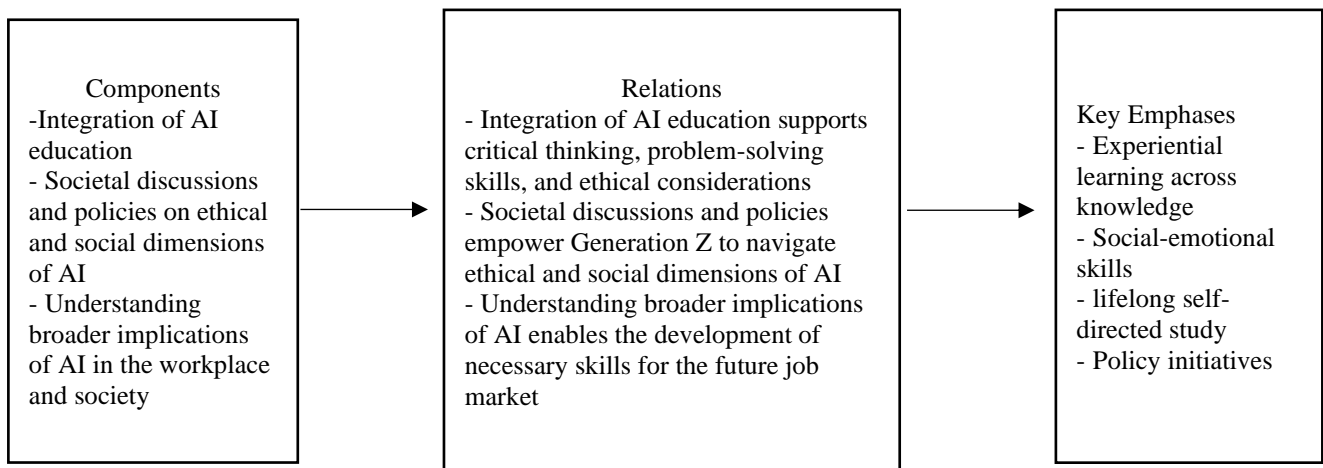 Components
-Integration of AI
education
- Societal discussions
and policies on ethical
and social dimensions
of AI
- Understanding
broader implications
of AI in the workplace
and society
Relations
- Integration of AI education supports
critical thinking, problem-solving
skills, and ethical considerations
- Societal discussions and policies
empower Generation Z to navigate
ethical and social dimensions of AI
- Understanding broader implications
of AI enables the development of
necessary skills for the future job
market
Key Emphases
- Experiential
learning across
knowledge
- Social-emotional
skills
- lifelong self-
directed study
- Policy initiatives